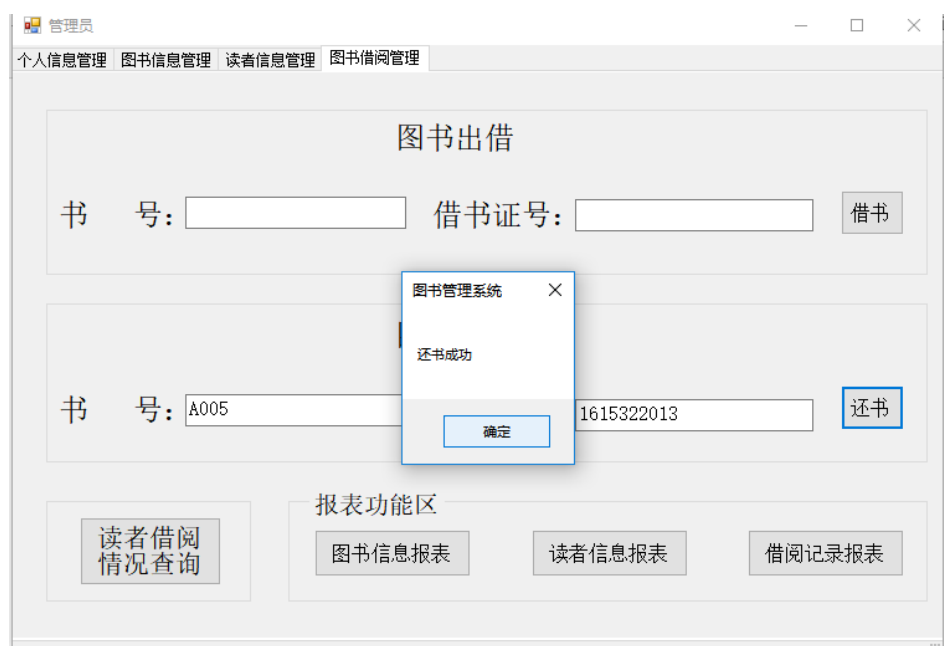 管理员
个人信息管理 图书信息管理 读者信息管理 图书借阅管理
图书出借
书 号: 借书证号: 借书
图书管理系统
还书成功
书 号: A005 1615322013 还书
确定
报表功能区
读者借阅
情况查询
图书信息报表 读者信息报表 借阅记录报表